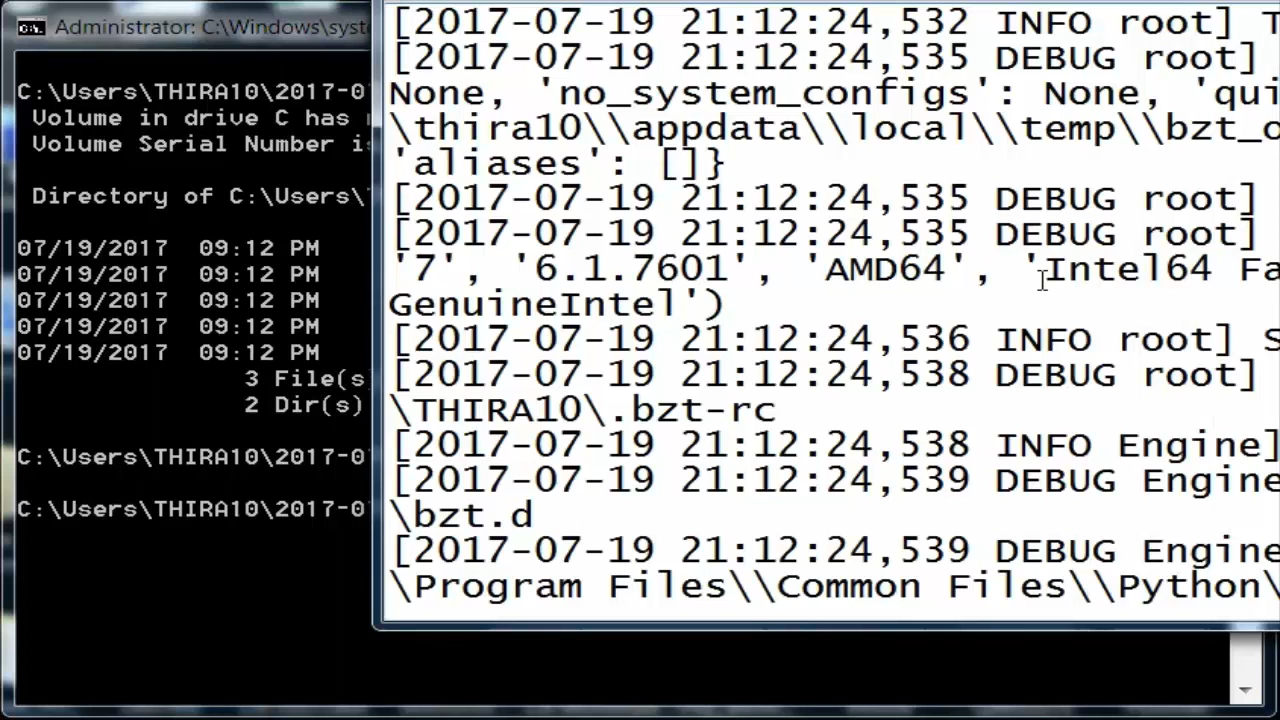 Administrator: C:\Windows\syst
C:\Users\THIRA10\2017-0
Volume in drive C has
Volume Serial Number i
Directory of C:\Users\
07/19/2017  09:12 PM
07/19/2017  09:12 PM
07/19/2017  09:12 PM
07/19/2017  09:12 PM
07/19/2017  09:12 PM
3 File(s
2 Dir(s)
C:\Users\THIRA10\2017-0
C:\Users\THIRA10\2017-0
[2017-07-19 21:12:24,532 INFO root] T
[2017-07-19 21:12:24,535 DEBUG root]
None, 'no_system_configs': None, 'qui
\thira10\\appdata\\local\\temp\\bzt_
'aliases': []}
[2017-07-19 21:12:24,535 DEBUG root]
[2017-07-19 21:12:24,535 DEBUG root]
'7', '6.1.7601', 'AMD64', 'Intel64 Fa
GenuineIntel')
[2017-07-19 21:12:24,536 INFO root] S
[2017-07-19 21:12:24,538 DEBUG root]
\THIRA10\.bzt-rc
[2017-07-19 21:12:24,538 INFO Engine]
[2017-07-19 21:12:24,539 DEBUG Engine
\bzt.d
[2017-07-19 21:12:24,539 DEBUG Engine
\Program Files\\Common Files\\Python\